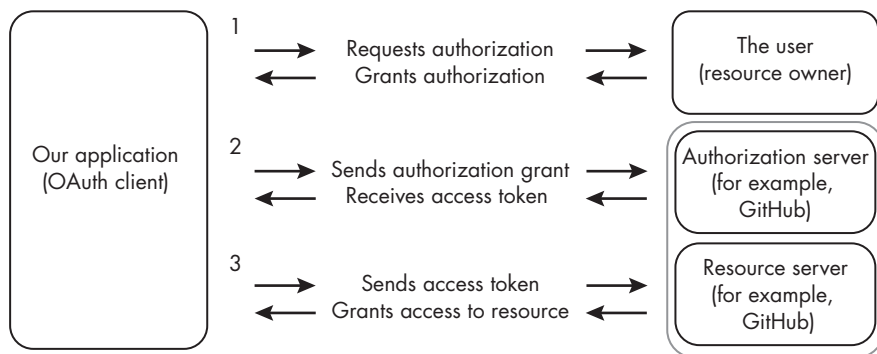 Our application
(OAuth client)
1
Requests authorization
Grants authorization
The user
(resource owner)
2
Sends authorization grant
Receives access token
Authorization server
(for example,
GitHub)
3
Sends access token
Grants access to resource
Resource server
(for example,
GitHub)